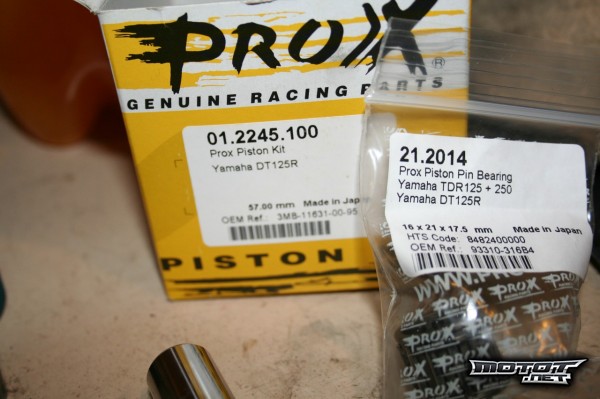 PROX
GENUINE RACING PARTS
01.2245.100
Prox Piston Kit
Yamaha DT125R
57.00 mm Made in Japan
OEM Ref.: 3MB-11631-00-95
PISTON
21.2014
Prox Piston Pin Bearing
Yamaha TDR125 + 250
Yamaha DT125R
16 x 21 x 17.5 mm Made in Japan
HTS Code: 8482400000
OEM Ref.: 93310-316B4
www.PROX
PROX
PROX
PROX
MOTOT
.NET